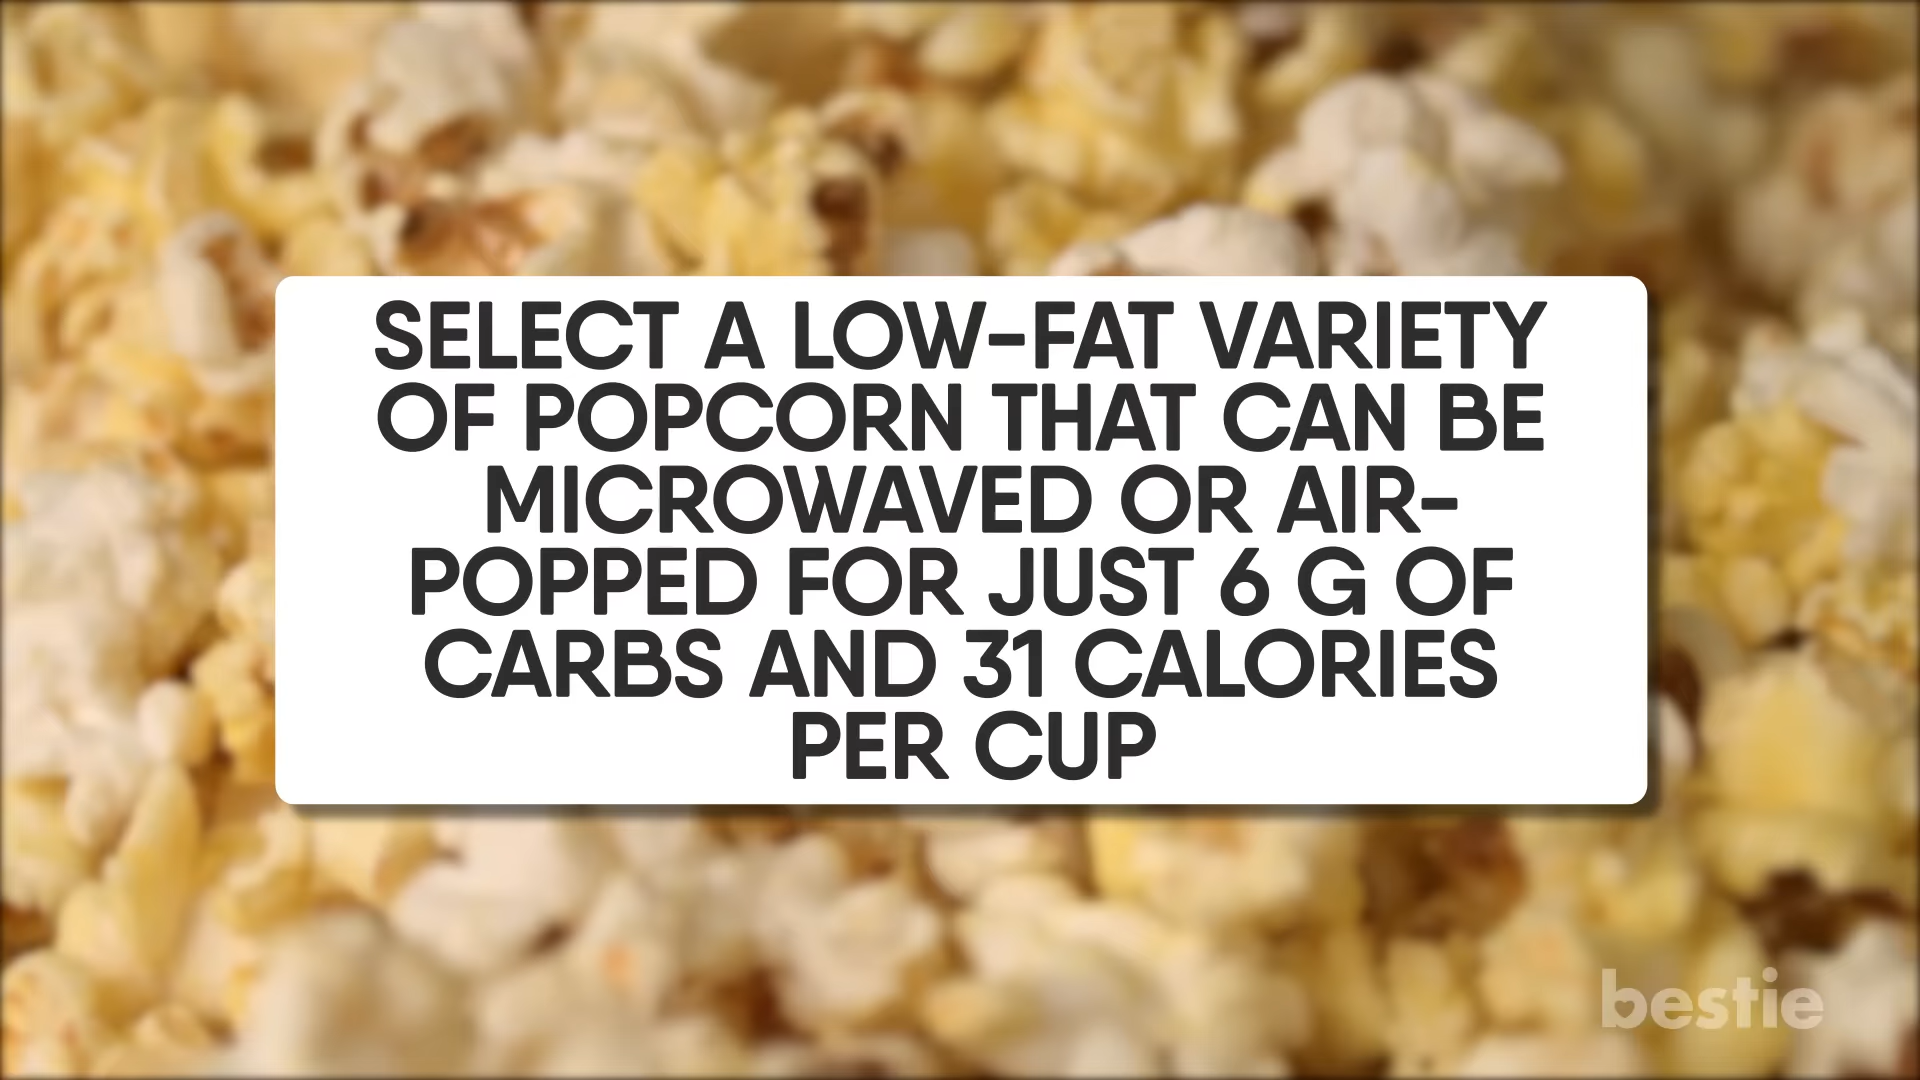 SELECT A LOW-FAT VARIETY
OF POPCORN THAT CAN BE
MICROWAVED OR AIR-
POPPED FOR JUST 6 G OF
CARBS AND 31 CALORIES
PER CUP
bestie